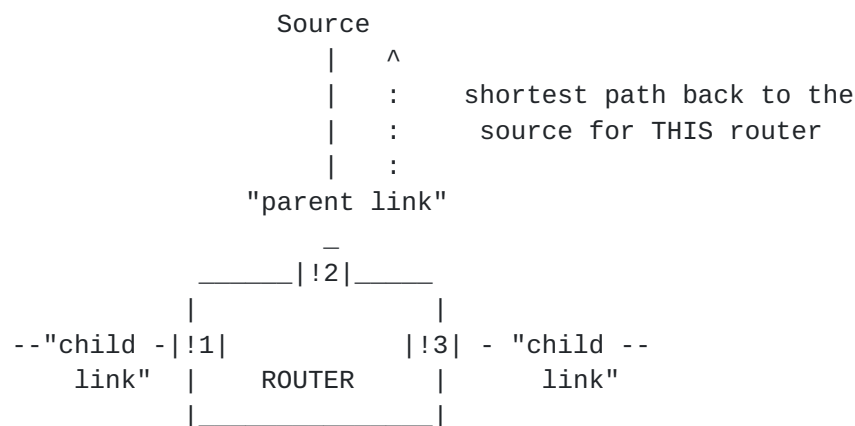 Source
| ^
| : shortest path back to the
| : source for THIS router
| :
"parent link"
_
______|!2|_____
| |
--"child -|!1| |!3| - "child --
link" | ROUTER | link"
|_______________|